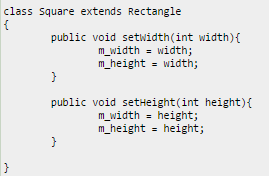 class Square extends Rectangle
{
        public void setWidth(int width){
                m_width = width;
                m_height = width;
        }

        public void setHeight(int height){
                m_width = height;
                m_height = height;
        }

}